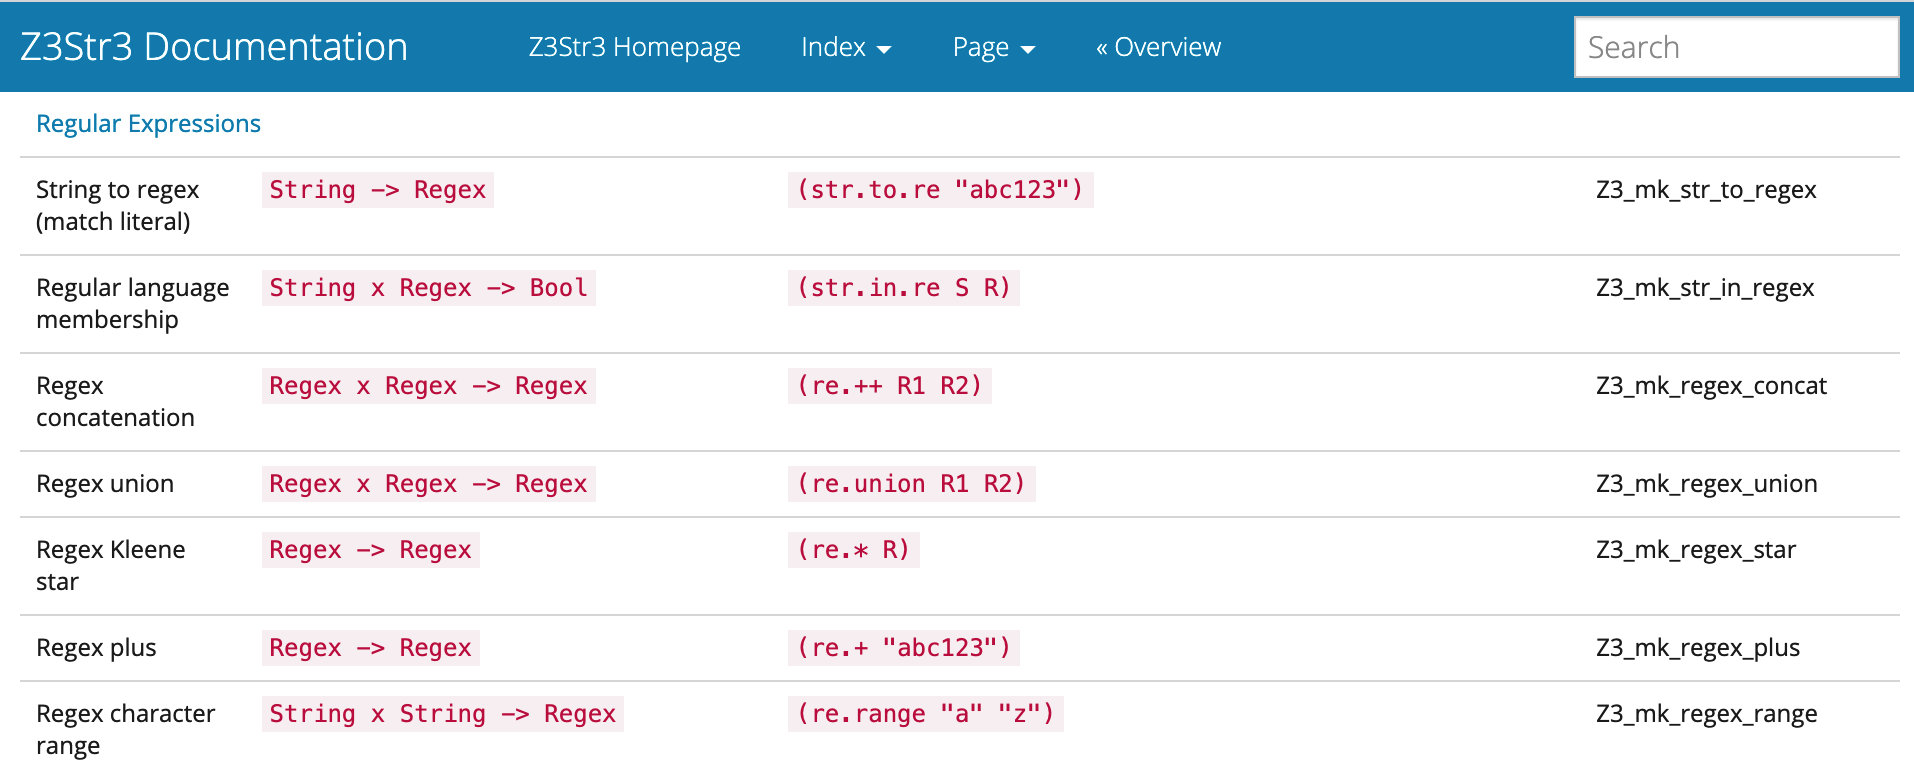 Z3Str3 Documentation Z3Str3 Homepage Index Page « Overview Search
Regular Expressions
String to regex String -> Regex (str.to.re "abc123") Z3_mk_str_to_regex
(match literal)
Regular language String x Regex -> Bool (str.in.re S R) Z3_mk_str_in_regex
membership
Regex Regex x Regex -> Regex (re.++ R1 R2) Z3_mk_regex_concat
concatenation
Regex union Regex x Regex -> Regex (re.union R1 R2) Z3_mk_regex_union
Regex Kleene Regex -> Regex (re.* R) Z3_mk_regex_star
star
Regex plus Regex -> Regex (re.+ "abc123") Z3_mk_regex_plus
Regex character String x String -> Regex (re.range "a" "z") Z3_mk_regex_range
range